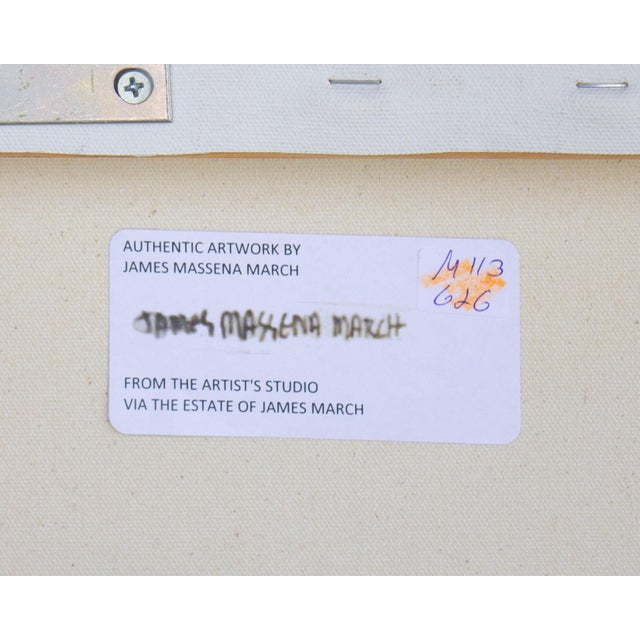 AUTHENTIC ARTWORK BY
JAMES MASSENA MARCH
M113
626
JAMES MASSENA MARCH
FROM THE ARTIST'S STUDIO
VIA THE ESTATE OF JAMES MARCH